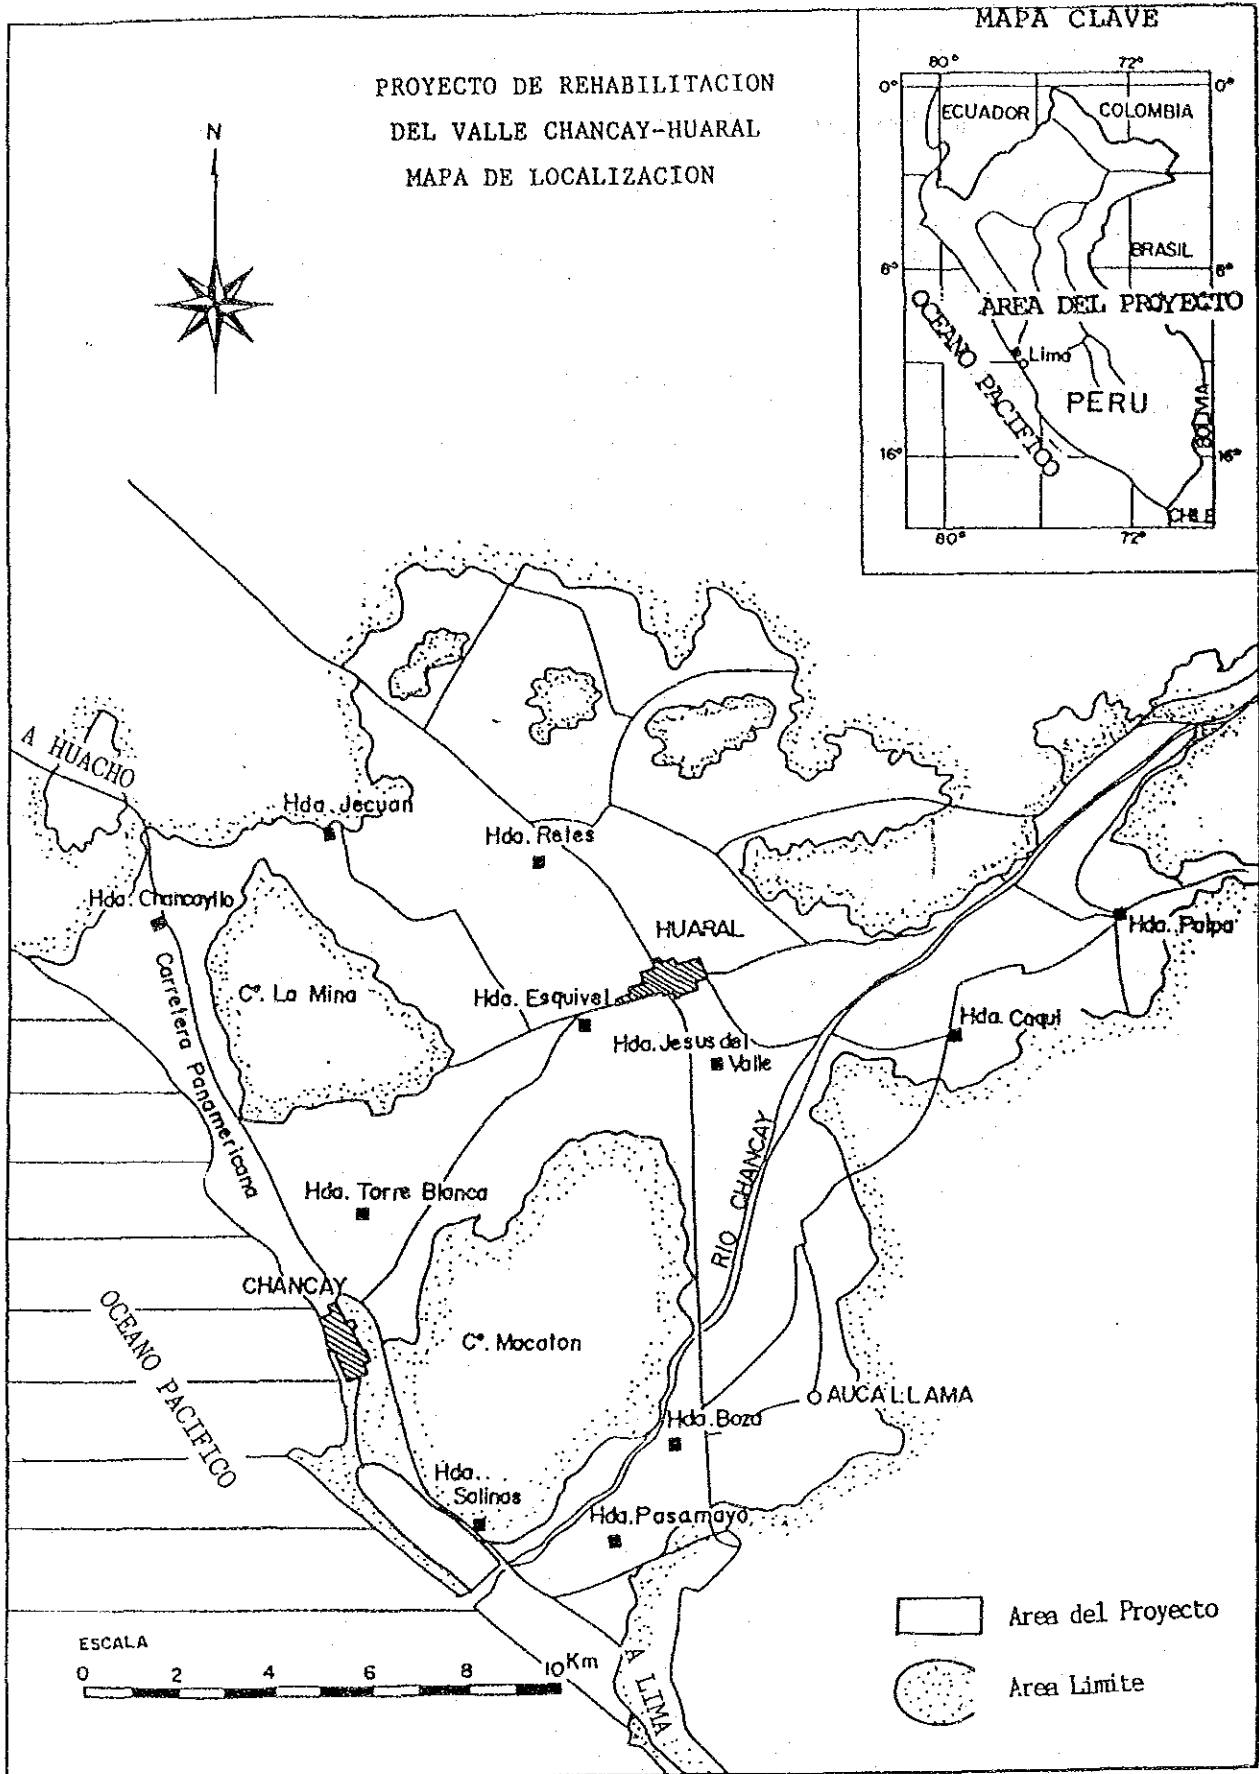 MAPA CLAVE
PROYECTO DE REHABILITACION
DEL VALLE CHANCAY-HUARAL
MAPA DE LOCALIZACION
N
80° 72°
0° 0°
ECUADOR COLOMBIA
BRASIL
8° 8°
AREA DEL PROYECTO
OCEANO PACIFICO
Lima
PERU
BOLIVIA
16° 16°
CHILE
80° 72°
A HUACHO
Hda. Jecuan
Hda. Retes
Hda. Chancayllo
HUARAL
Hda. Palpa
Carretera Panamericana
C°. La Mina
Hda. Esquivel
Hda. Caqui
Hda. Jesus del
Valle
RIO CHANCAY
Hda. Torre Blanca
CHANCAY
OCEANO PACIFICO
C°. Macaton
AUCALLAMA
Hda. Boza
Hda.
Salinas
Hda. Pasamayo
A LIMA
Area del Proyecto
Area Limite
ESCALA
0 2 4 6 8 10 Km